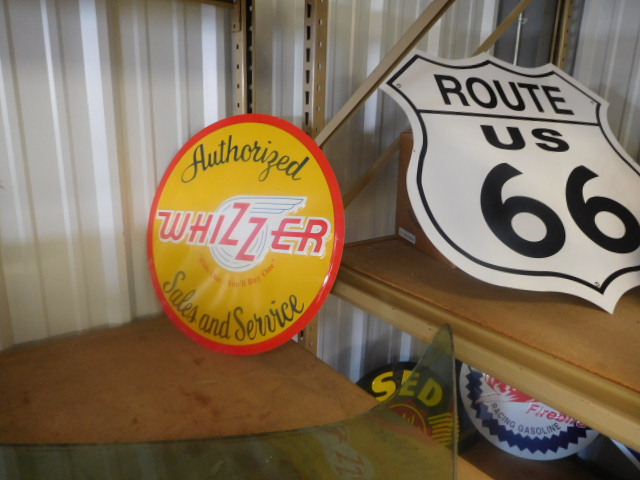 Authorized
WHIZZER
Sales and Service
ROUTE
US
66
SED
Firebird
RACING GASOLINE